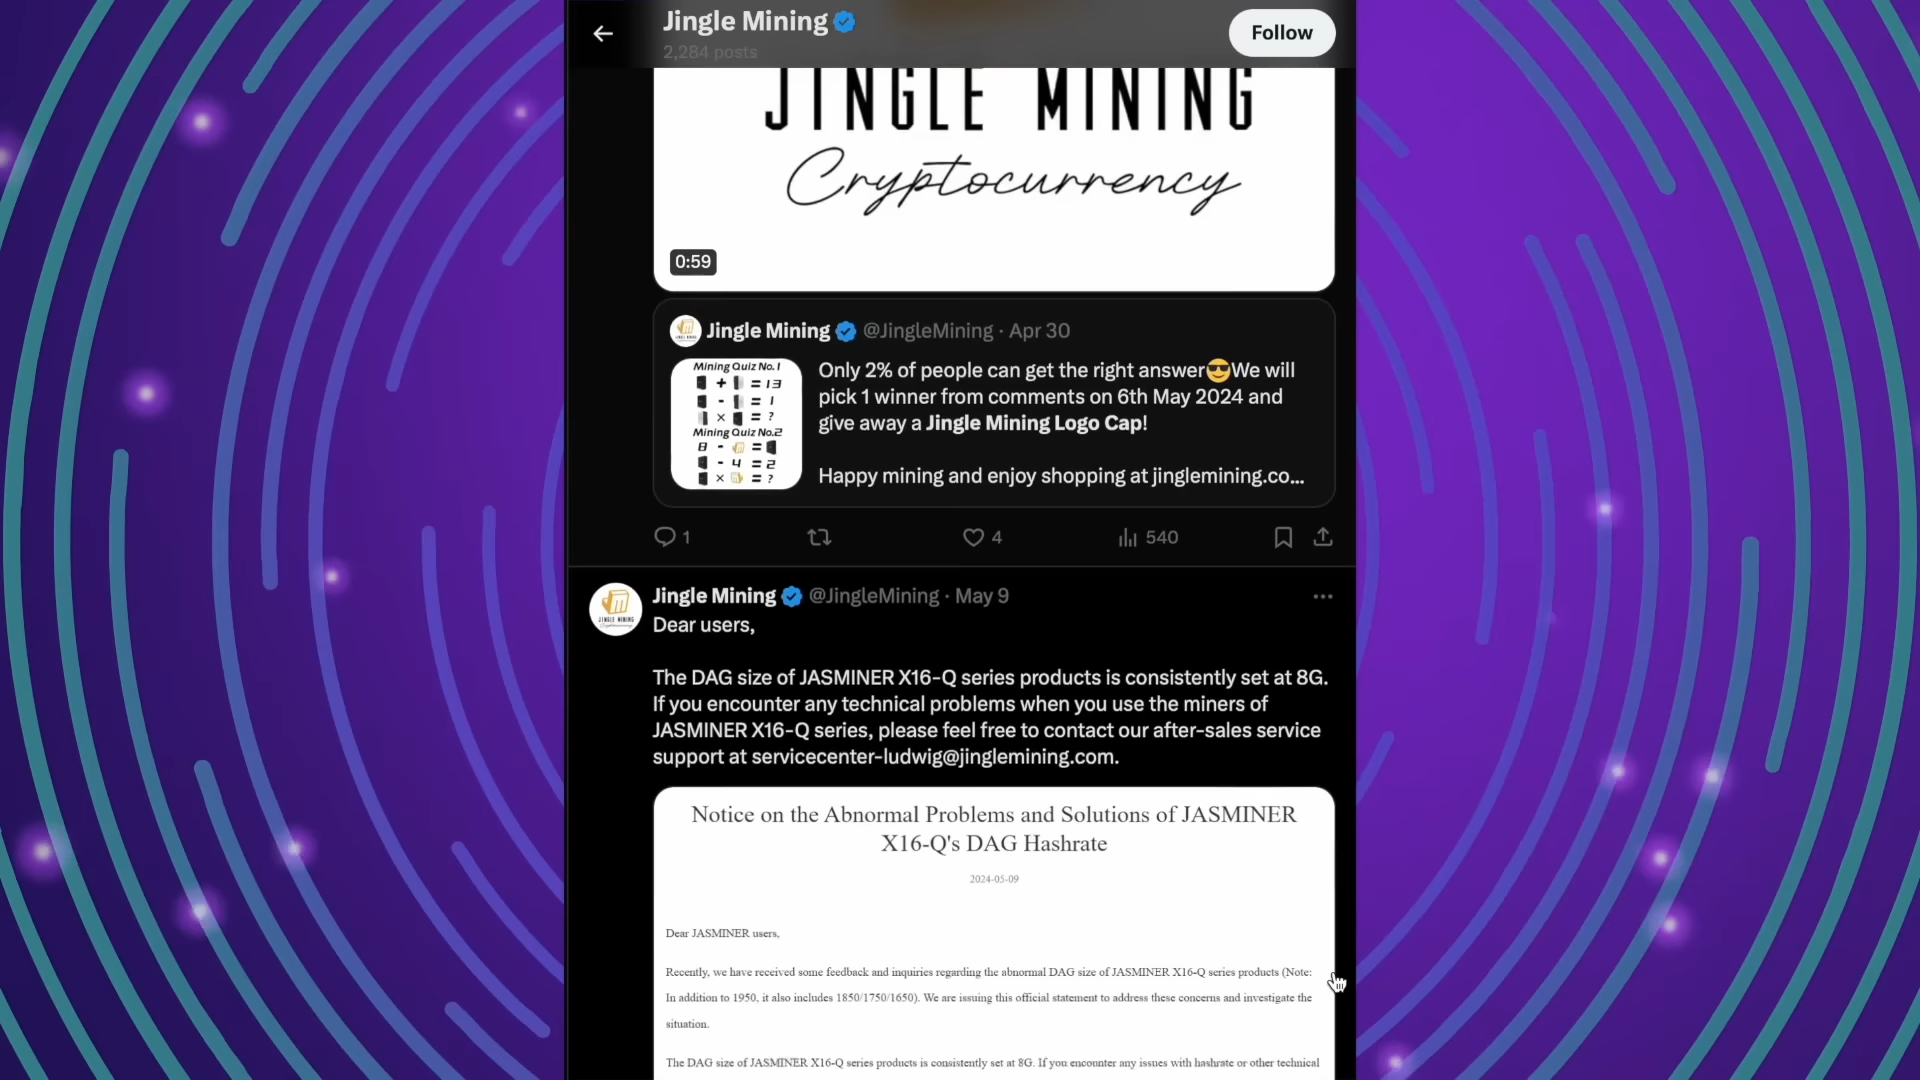 Jingle Mining
2,284 posts
Follow
JINGLE MINING
Cryptocurrency
0:59
Jingle Mining @JingleMining · Apr 30
Mining Quiz No.1
+ = 13
- = 1
× = ?
Mining Quiz No.2
8 - =
- 4 = 2
× = ?
Only 2% of people can get the right answer😎We will
pick 1 winner from comments on 6th May 2024 and
give away a Jingle Mining Logo Cap!
Happy mining and enjoy shopping at jinglemining.co...
1 4 540
Jingle Mining @JingleMining · May 9
JINGLE MINING
Cryptocurrency
Dear users,
The DAG size of JASMINER X16-Q series products is consistently set at 8G.
If you encounter any technical problems when you use the miners of
JASMINER X16-Q series, please feel free to contact our after-sales service
support at servicecenter-ludwig@jinglemining.com.
Notice on the Abnormal Problems and Solutions of JASMINER
X16-Q's DAG Hashrate
2024-05-09
Dear JASMINER users,
Recently, we have received some feedback and inquiries regarding the abnormal DAG size of JASMINER X16-Q series products (Note:
In addition to 1950, it also includes 1850/1750/1650). We are issuing this official statement to address these concerns and investigate the
situation.
The DAG size of JASMINER X16-Q series products is consistently set at 8G. If you encounter any issues with hashrate or other technical